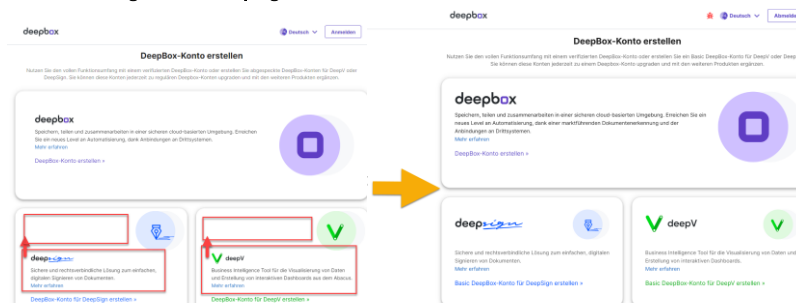 deepbox
Deutsch
Anmelden
DeepBox-Konto erstellen
Nutzen Sie den vollen Funktionsumfang mit einem verifizierten DeepBox-Konto oder erstellen Sie abgespeckte DeepBox-Konten für DeepV oder
DeepSign. Sie können diese Konten jederzeit zu regulären Deepbox-Konten upgraden und mit den weiteren Produkten ergänzen.
deepbox
Speichern, teilen und zusammenarbeiten in einer sicheren cloud-basierten Umgebung. Erreichen
Sie ein neues Level an Automatisierung, dank einer marktführenden Dokumentenerkennung und der
Anbindungen an Drittsystemen.
Mehr erfahren
DeepBox-Konto erstellen »
deepsign
Sichere und rechtsverbindliche Lösung zum einfachen,
digitalen Signieren von Dokumenten.
Mehr erfahren
DeepBox-Konto für DeepSign erstellen »
deepV
Business Intelligence Tool für die Visualisierung von Daten
und Erstellung von interaktiven Dashboards aus dem Abacus.
Mehr erfahren
DeepBox-Konto für DeepV erstellen »
deepbox
Deutsch
DeepBox-Konto erstellen
Nutzen Sie den vollen Funktionsumfang mit einem verifizierten DeepBox-Konto oder erstellen Sie ein Basic DeepBox-Konto für DeepV oder
Sie können diese Konten jederzeit zu einem Deepbox-Konto upgraden und mit den weiteren Produkten ergänzen.
deepbox
Speichern, teilen und zusammenarbeiten in einer sicheren cloud-basierten Umgebung. Erreichen Sie ein
neues Level an Automatisierung, dank einer marktführenden Dokumentenerkennung und der
Anbindungen an Drittsystemen.
Mehr erfahren
DeepBox-Konto erstellen »
deepsign
Sichere und rechtsverbindliche Lösung zum einfachen, digitalen
Signieren von Dokumenten.
Mehr erfahren
Basic DeepBox-Konto für DeepSign erstellen »
deepV
Business Intelligence Tool für die Visualisierung von Daten und
Erstellung von interaktiven Dashboards.
Mehr erfahren
Basic DeepBox-Konto für DeepV erstellen »